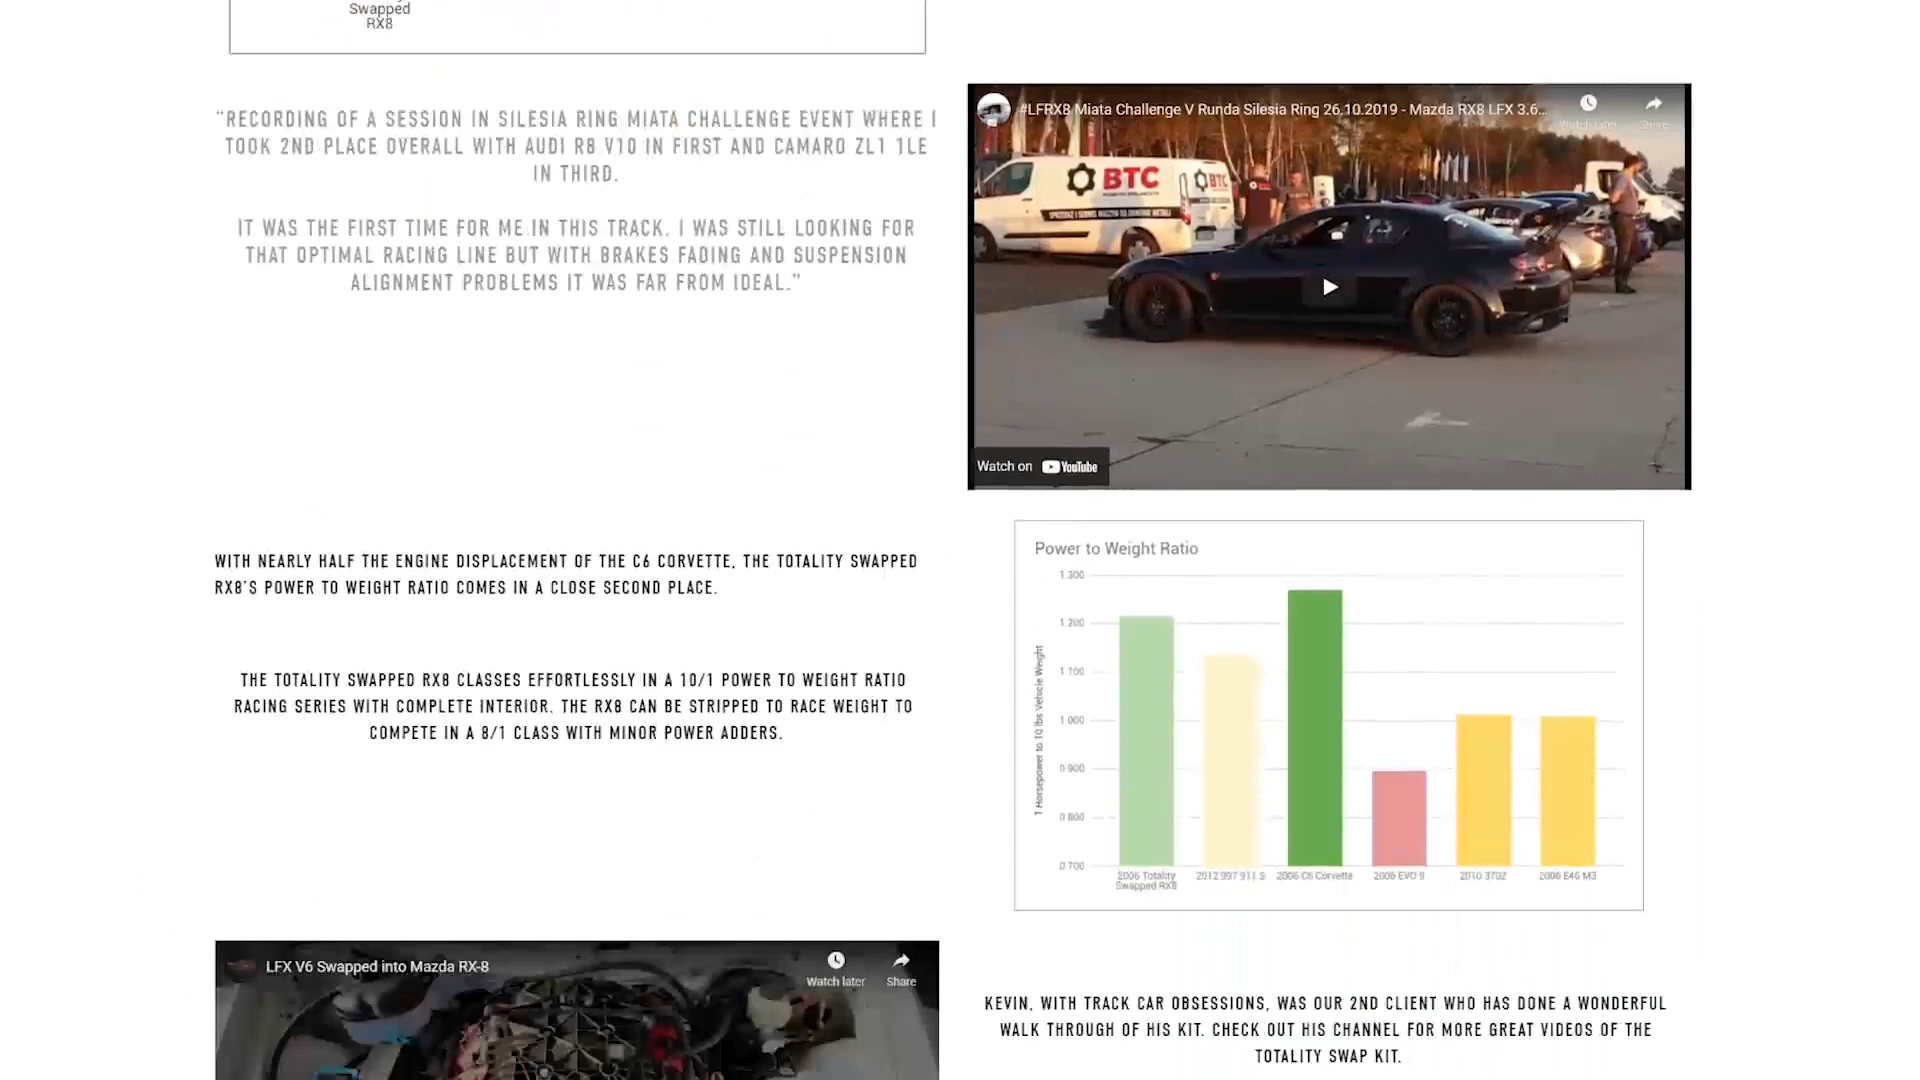 Swapped
RX8
“RECORDING OF A SESSION IN SILESIA RING MIATA CHALLENGE EVENT WHERE I
TOOK 2ND PLACE OVERALL WITH AUDI R8 V10 IN FIRST AND CAMARO ZL1 1LE
IN THIRD.
IT WAS THE FIRST TIME FOR ME IN THIS TRACK. I WAS STILL LOOKING FOR
THAT OPTIMAL RACING LINE BUT WITH BRAKES FADING AND SUSPENSION
ALIGNMENT PROBLEMS IT WAS FAR FROM IDEAL.”
#LFRX8 Miata Challenge V Runda Silesia Ring 26.10.2019 - Mazda RX8 LFX 3.6...
Watch later
Share
BTC
BTC
Watch on YouTube
WITH NEARLY HALF THE ENGINE DISPLACEMENT OF THE C6 CORVETTE, THE TOTALITY SWAPPED
RX8'S POWER TO WEIGHT RATIO COMES IN A CLOSE SECOND PLACE.
THE TOTALITY SWAPPED RX8 CLASSES EFFORTLESSLY IN A 10/1 POWER TO WEIGHT RATIO
RACING SERIES WITH COMPLETE INTERIOR. THE RX8 CAN BE STRIPPED TO RACE WEIGHT TO
COMPETE IN A 8/1 CLASS WITH MINOR POWER ADDERS.
Power to Weight Ratio
1 Horsepower to 10 lbs Vehicle Weight
1.300
1.200
1.100
1.000
0.900
0.800
0.700
2006 Totality
Swapped RX8
2012 997 911 S
2006 C6 Corvette
2006 EVO 9
2010 370Z
2006 E46 M3
LFX V6 Swapped into Mazda RX-8
Watch later
Share
KEVIN, WITH TRACK CAR OBSESSIONS, WAS OUR 2ND CLIENT WHO HAS DONE A WONDERFUL
WALK THROUGH OF HIS KIT. CHECK OUT HIS CHANNEL FOR MORE GREAT VIDEOS OF THE
TOTALITY SWAP KIT.